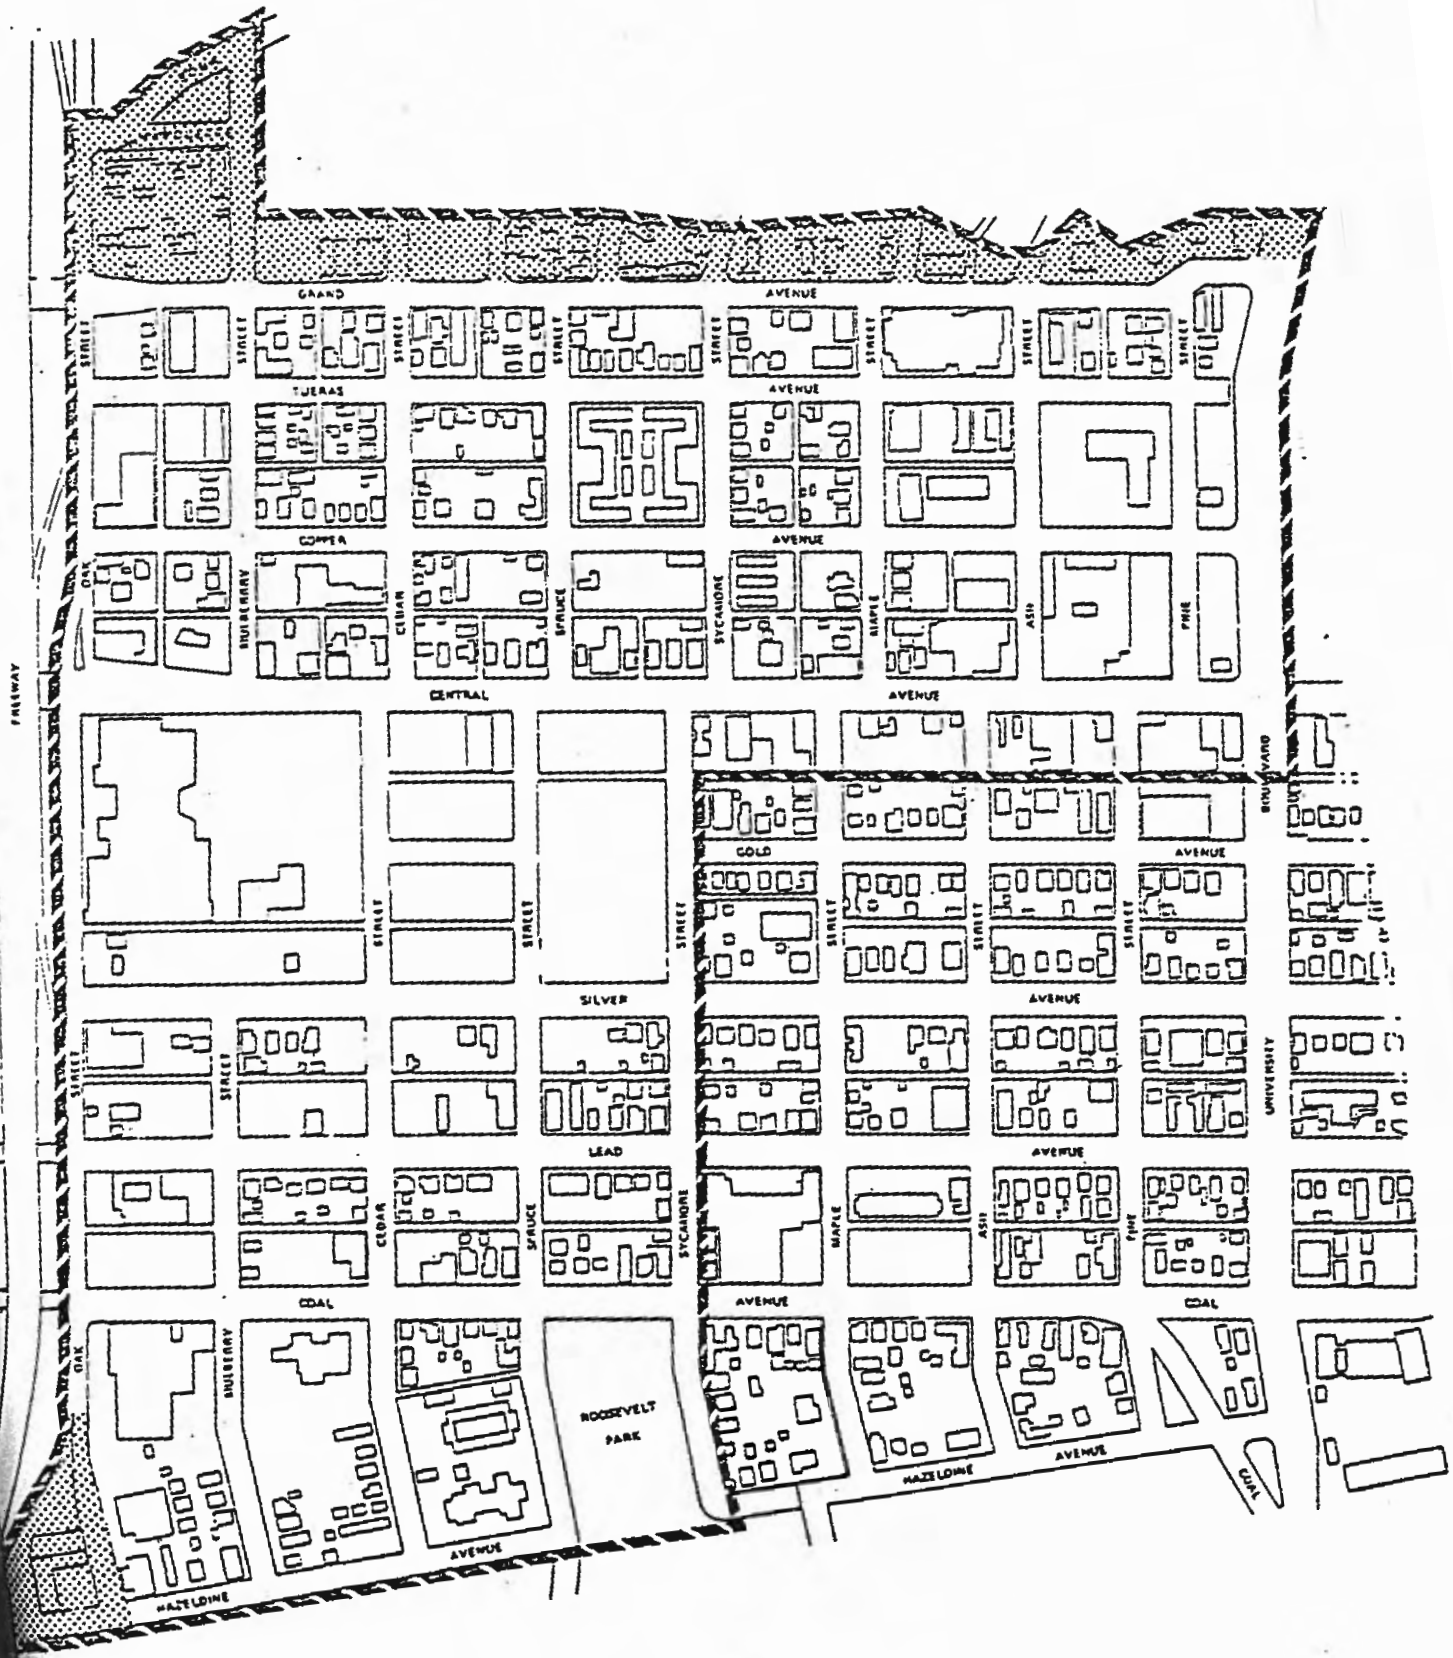 GRAND
AVENUE
STREET
STREET
STREET
STREET
STREET
STREET
STREET
STREET
TIJERAS
AVENUE
COPPER
AVENUE
OAK
MULBERRY
CEDAR
SPRUCE
SYCAMORE
MAPLE
ASH
PINE
FREEWAY
CENTRAL
AVENUE
BOULEVARD
GOLD
AVENUE
STREET
STREET
STREET
STREET
STREET
STREET
SILVER
AVENUE
STREET
STREET
UNIVERSITY
LEAD
AVENUE
CEDAR
SPRUCE
SYCAMORE
MAPLE
ASH
PINE
COAL
AVENUE
COAL
OAK
MULBERRY
ROOSEVELT
PARK
HAZELDINE
AVENUE
COAL
AVENUE
HAZELDINE